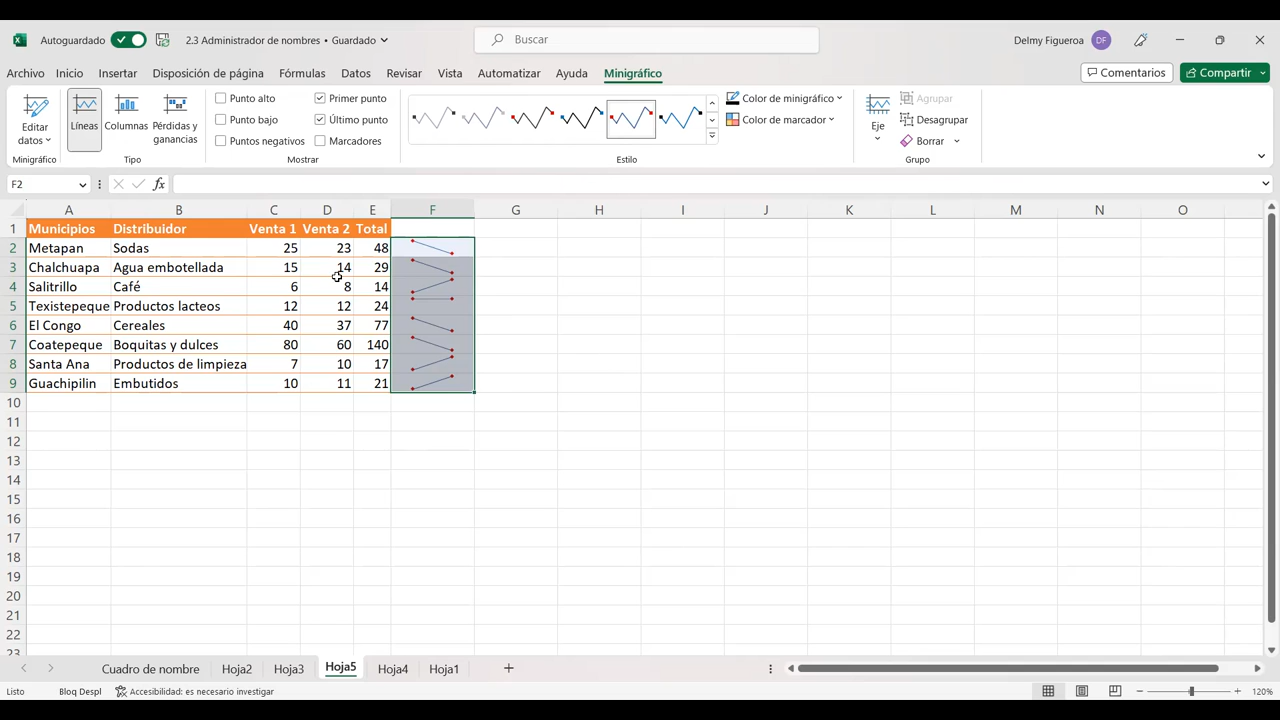 Autoguardado 2.3 Administrador de nombres • Guardado Buscar Delmy Figueroa DF
Archivo Inicio Insertar Disposición de página Fórmulas Datos Revisar Vista Automatizar Ayuda Minigráfico Comentarios Compartir
Punto alto Primer punto Color de minigráfico Agrupar
Editar datos Líneas Columnas Pérdidas y ganancias Punto bajo Último punto Color de marcador Eje Desagrupar
Puntos negativos Marcadores Borrar
Minigráfico Tipo Mostrar Estilo Grupo
F2 fx
A B C D E F G H I J K L M N O
1 Municipios Distribuidor Venta 1 Venta 2 Total
2 Metapan Sodas 25 23 48
3 Chalchuapa Agua embotellada 15 14 29
4 Salitrillo Café 6 8 14
5 Texistepeque Productos lacteos 12 12 24
6 El Congo Cereales 40 37 77
7 Coatepeque Boquitas y dulces 80 60 140
8 Santa Ana Productos de limpieza 7 10 17
9 Guachipilin Embutidos 10 11 21
10
11
12
13
14
15
16
17
18
19
20
21
22
23
Cuadro de nombre Hoja2 Hoja3 Hoja5 Hoja4 Hoja1
Listo Bloq Despl Accesibilidad: es necesario investigar 120%